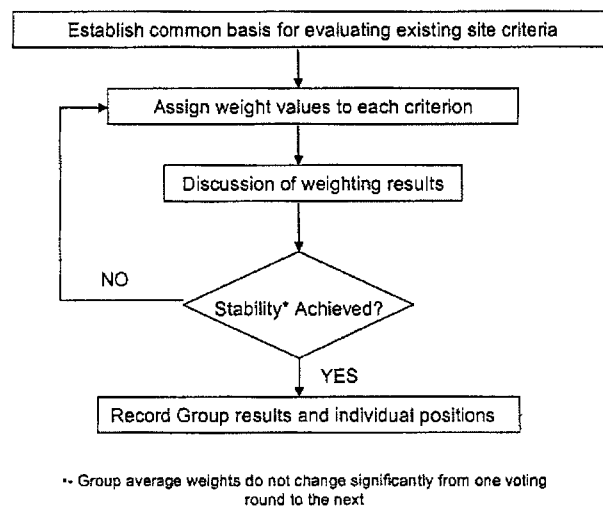 Establish common basis for evaluating existing site criteria
Assign weight values to each criterion
Discussion of weighting results
NO
Stability* Achieved?
YES
Record Group results and individual positions
*- Group average weights do not change significantly from one voting
round to the next